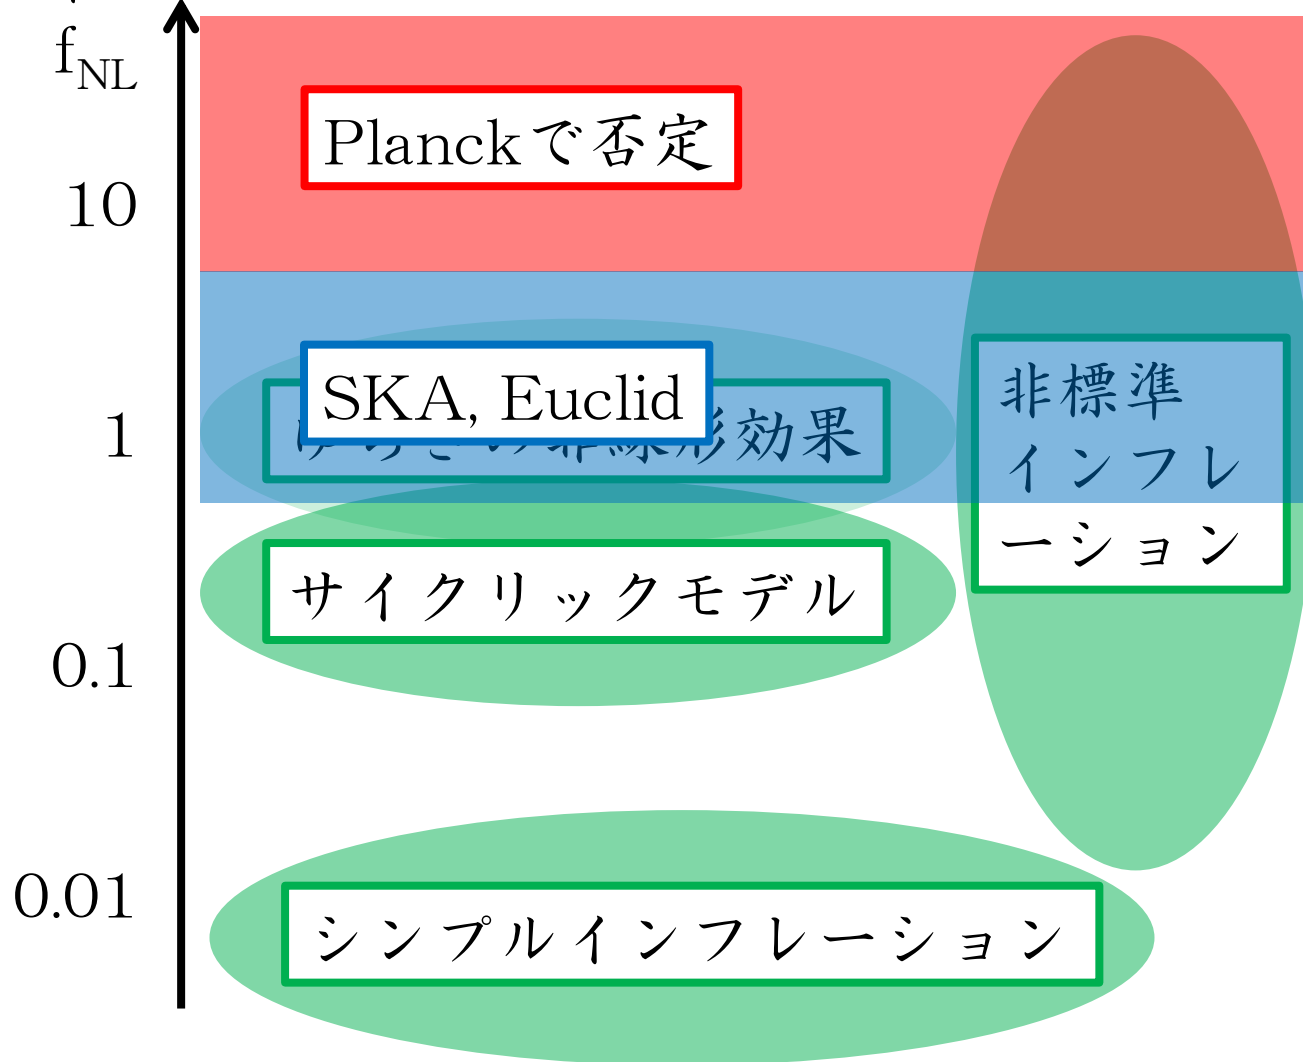 f_NL
Planckで否定
10
SKA, Euclid
1
効果
非標準
インフレ
ーション
サイクリックモデル
0.1
0.01
シンプルインフレーション